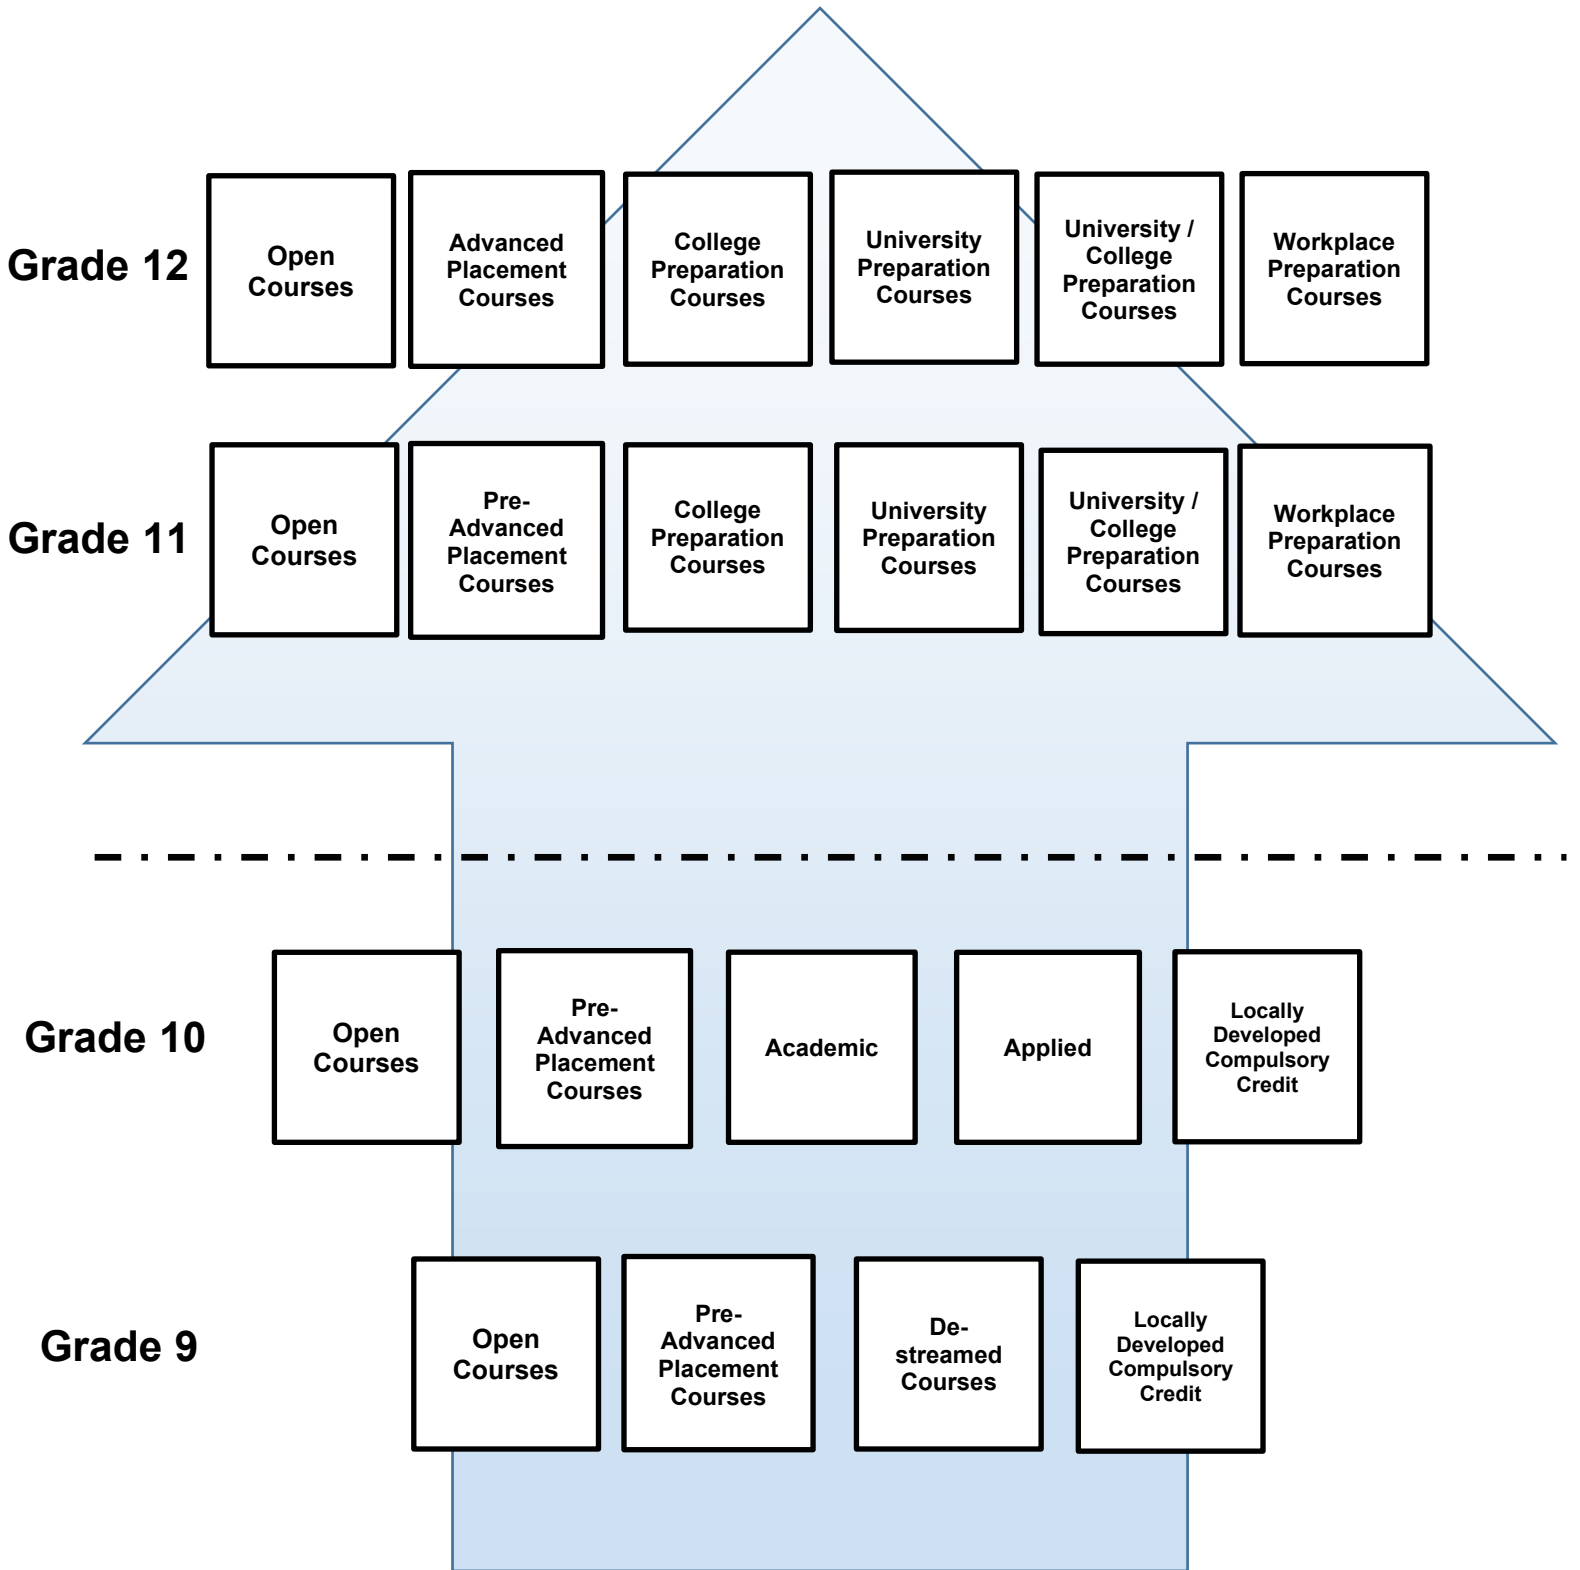 Grade 12
Open
Courses
Advanced
Placement
Courses
College
Preparation
Courses
University
Preparation
Courses
University /
College
Preparation
Courses
Workplace
Preparation
Courses
Grade 11
Open
Courses
Pre-
Advanced
Placement
Courses
College
Preparation
Courses
University
Preparation
Courses
University /
College
Preparation
Courses
Workplace
Preparation
Courses
Grade 10
Open
Courses
Pre-
Advanced
Placement
Courses
Academic
Applied
Locally
Developed
Compulsory
Credit
Grade 9
Open
Courses
Pre-
Advanced
Placement
Courses
De-
streamed
Courses
Locally
Developed
Compulsory
Credit